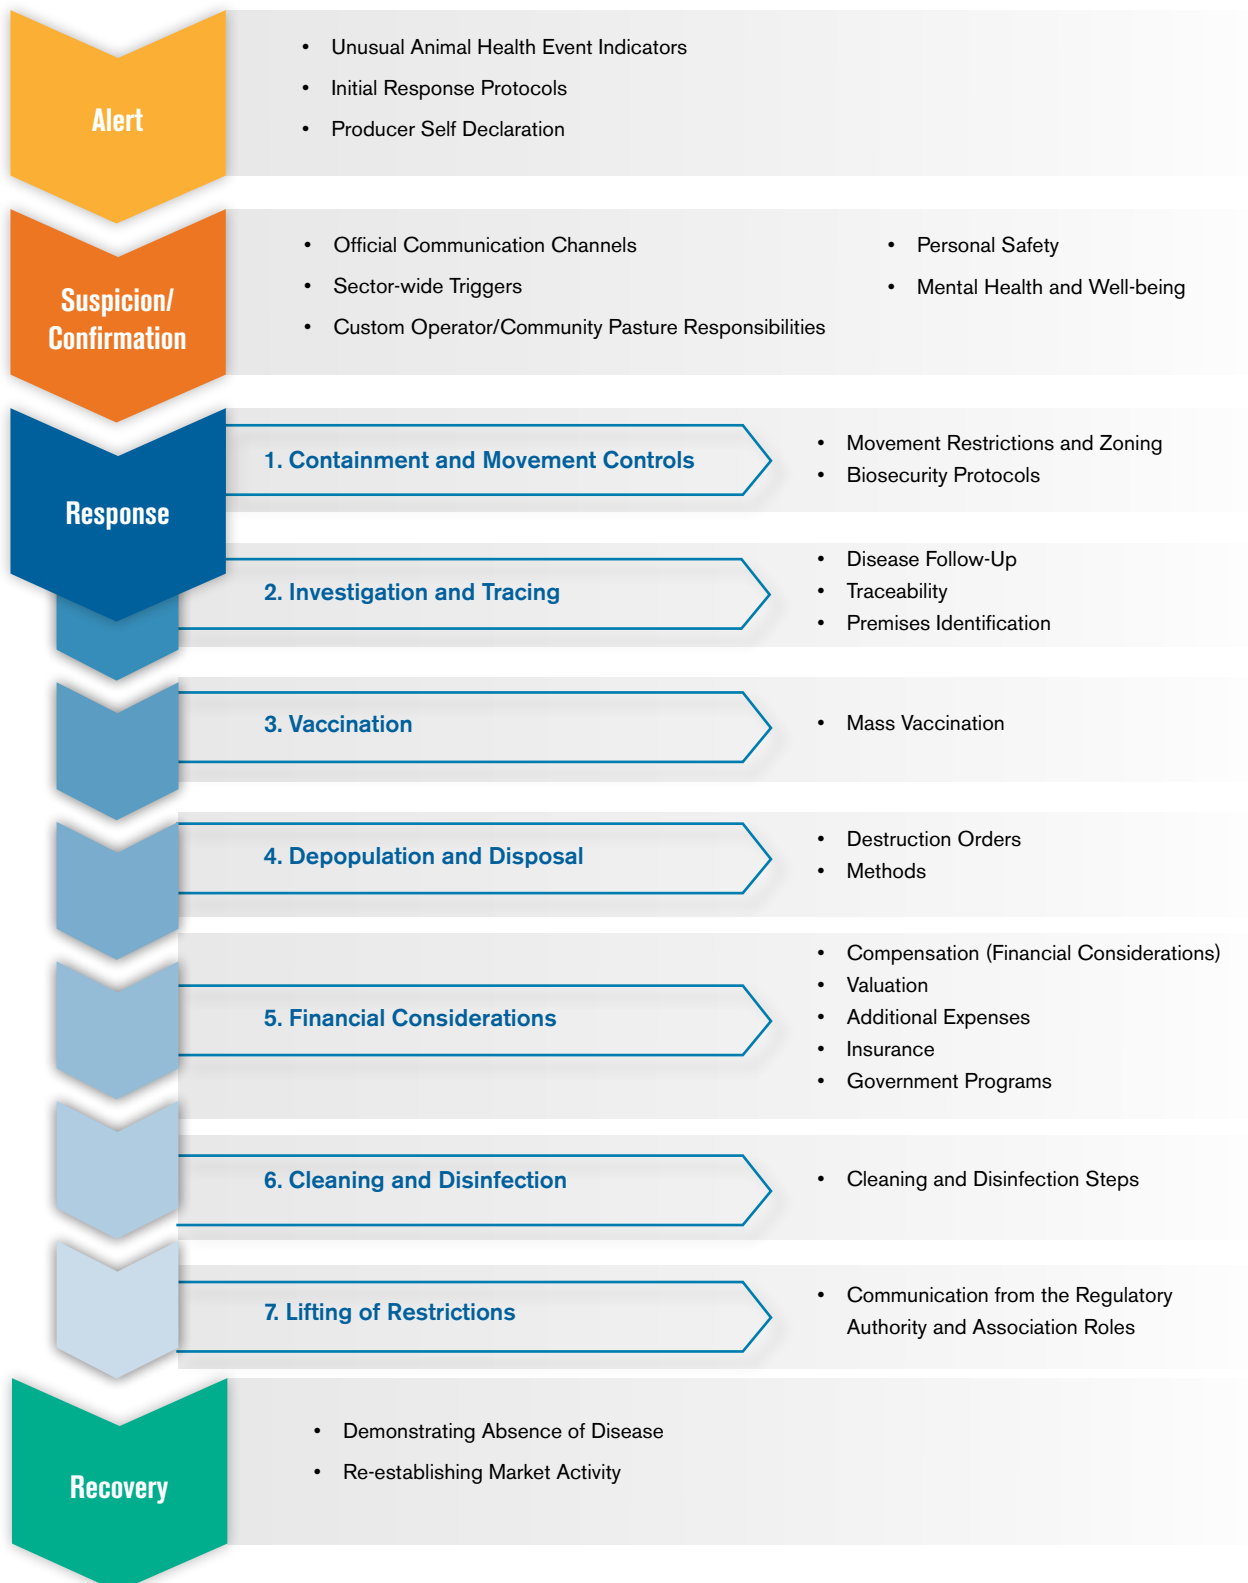 Alert
• Unusual Animal Health Event Indicators
• Initial Response Protocols
• Producer Self Declaration
Suspicion/
Confirmation
• Official Communication Channels
• Sector-wide Triggers
• Custom Operator/Community Pasture Responsibilities
• Personal Safety
• Mental Health and Well-being
Response
1. Containment and Movement Controls
• Movement Restrictions and Zoning
• Biosecurity Protocols
2. Investigation and Tracing
• Disease Follow-Up
• Traceability
• Premises Identification
3. Vaccination
• Mass Vaccination
4. Depopulation and Disposal
• Destruction Orders
• Methods
5. Financial Considerations
• Compensation (Financial Considerations)
• Valuation
• Additional Expenses
• Insurance
• Government Programs
6. Cleaning and Disinfection
• Cleaning and Disinfection Steps
7. Lifting of Restrictions
• Communication from the Regulatory
Authority and Association Roles
Recovery
• Demonstrating Absence of Disease
• Re-establishing Market Activity